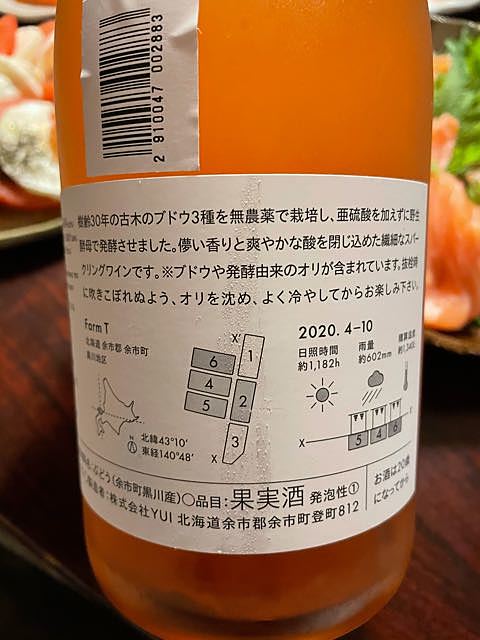 2 910047 002883
樹齢30年の古木のブドウ3種を無農薬で栽培し、亜硫酸を加えずに野生
酵母で発酵させました。儚い香りと爽やかな酸を閉じ込めた繊細なスパー
クリングワインです。※ブドウや発酵由来のオリが含まれています。抜栓時
に吹きこぼれぬよう、オリを沈め、よく冷やしてからお楽しみ下さい。
Farm T
北海道 余市郡 余市町
黒川地区
北緯43°10′
東経140°48′
X′
1
6
4
2
5
3
X
2020. 4-10
日照時間
約1,182h
雨量
約602mm
積算温度
X
X′
5 4 6
ぶどう(余市町黒川産)○品目:果実酒 発泡性①
製造者:株式会社YUI 北海道余市郡余市町登町812
お酒は20歳
になってから